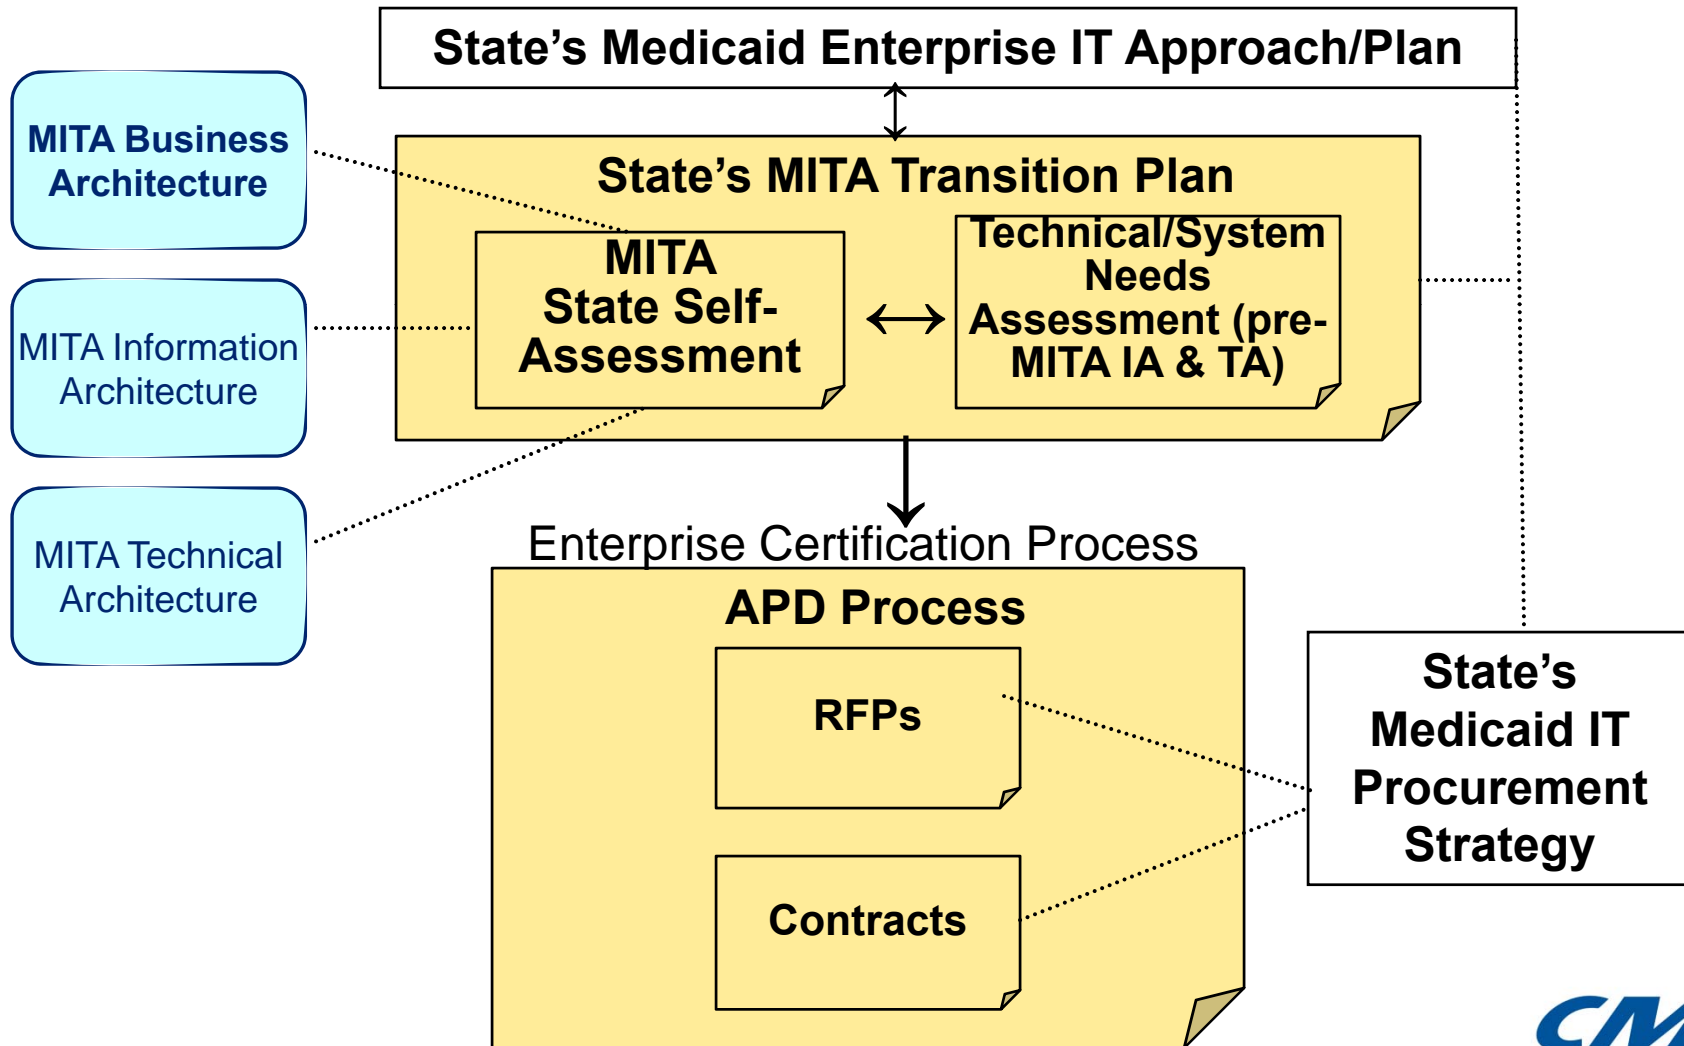 State’s Medicaid Enterprise IT Approach/Plan
MITA Business
Architecture
MITA Information
Architecture
MITA Technical
Architecture
State’s MITA Transition Plan
MITA
State Self-
Assessment
Technical/System
Needs
Assessment (pre-
MITA IA & TA)
Enterprise Certification Process
APD Process
RFPs
Contracts
State’s
Medicaid IT
Procurement
Strategy